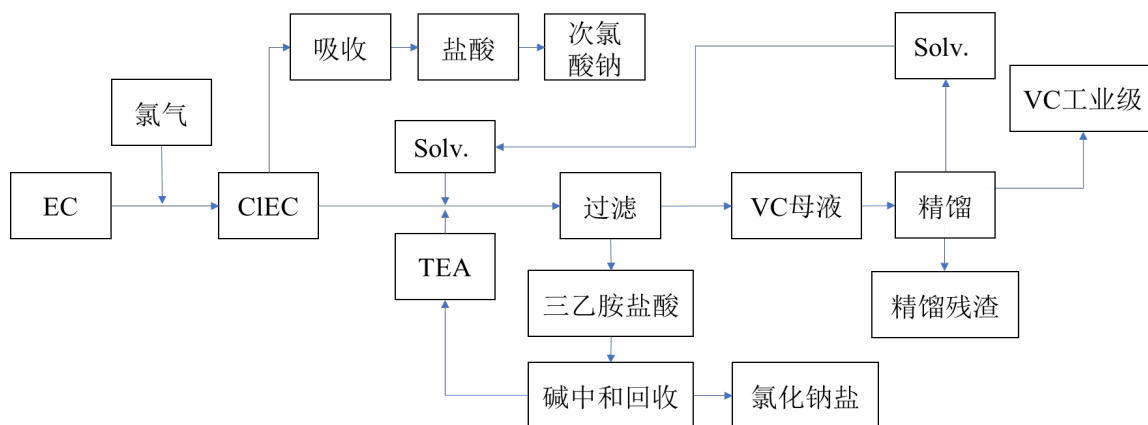 吸收
盐酸
次氯
酸钠
Solv.
VC工业级
氯气
Solv.
EC
ClEC
过滤
VC母液
精馏
TEA
三乙胺盐酸
精馏残渣
碱中和回收
氯化钠盐